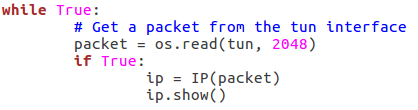 while True:
        # Get a packet from the tun interface
        packet = os.read(tun, 2048)
        if True:
                ip = IP(packet)
                ip.show()